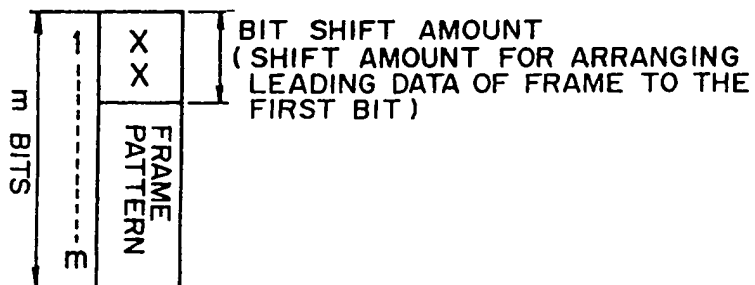 BIT SHIFT AMOUNT
(SHIFT AMOUNT FOR ARRANGING
LEADING DATA OF FRAME TO THE
FIRST BIT)
X
X
FRAME
PATTERN
1
m
m BITS